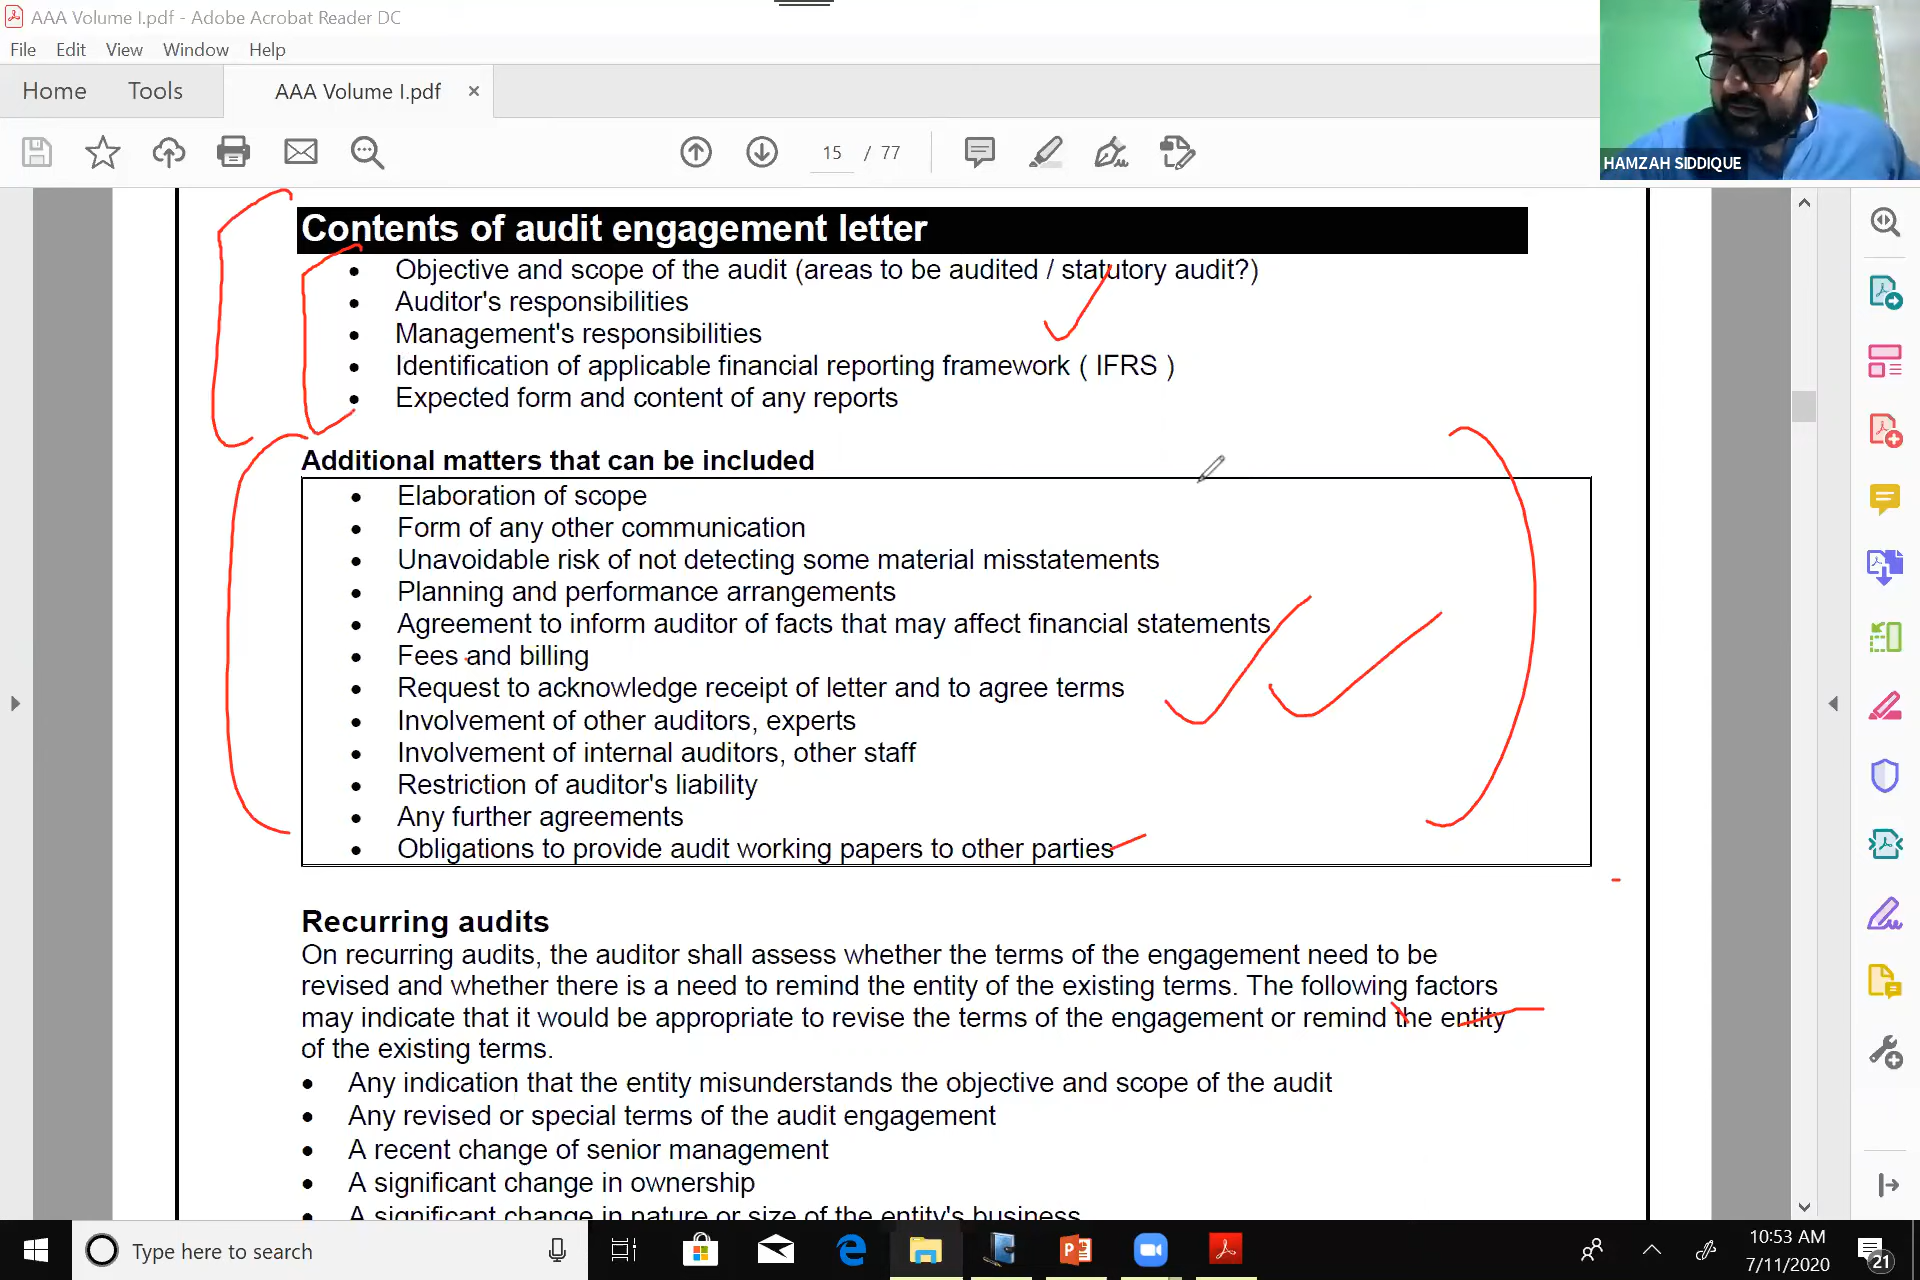 AAA Volume I.pdf - Adobe Acrobat Reader DC
File Edit View Window Help
Home Tools AAA Volume I.pdf ×
15 / 77
HAMZAH SIDDIQUE
Contents of audit engagement letter
• Objective and scope of the audit (areas to be audited / statutory audit?)
• Auditor's responsibilities
• Management's responsibilities
• Identification of applicable financial reporting framework ( IFRS )
• Expected form and content of any reports
Additional matters that can be included
• Elaboration of scope
• Form of any other communication
• Unavoidable risk of not detecting some material misstatements
• Planning and performance arrangements
• Agreement to inform auditor of facts that may affect financial statements
• Fees and billing
• Request to acknowledge receipt of letter and to agree terms
• Involvement of other auditors, experts
• Involvement of internal auditors, other staff
• Restriction of auditor's liability
• Any further agreements
• Obligations to provide audit working papers to other parties
Recurring audits
On recurring audits, the auditor shall assess whether the terms of the engagement need to be
revised and whether there is a need to remind the entity of the existing terms. The following factors
may indicate that it would be appropriate to revise the terms of the engagement or remind the entity
of the existing terms.
• Any indication that the entity misunderstands the objective and scope of the audit
• Any revised or special terms of the audit engagement
• A recent change of senior management
• A significant change in ownership
• A significant change in nature or size of the entity's business
Type here to search
10:53 AM
7/11/2020
21